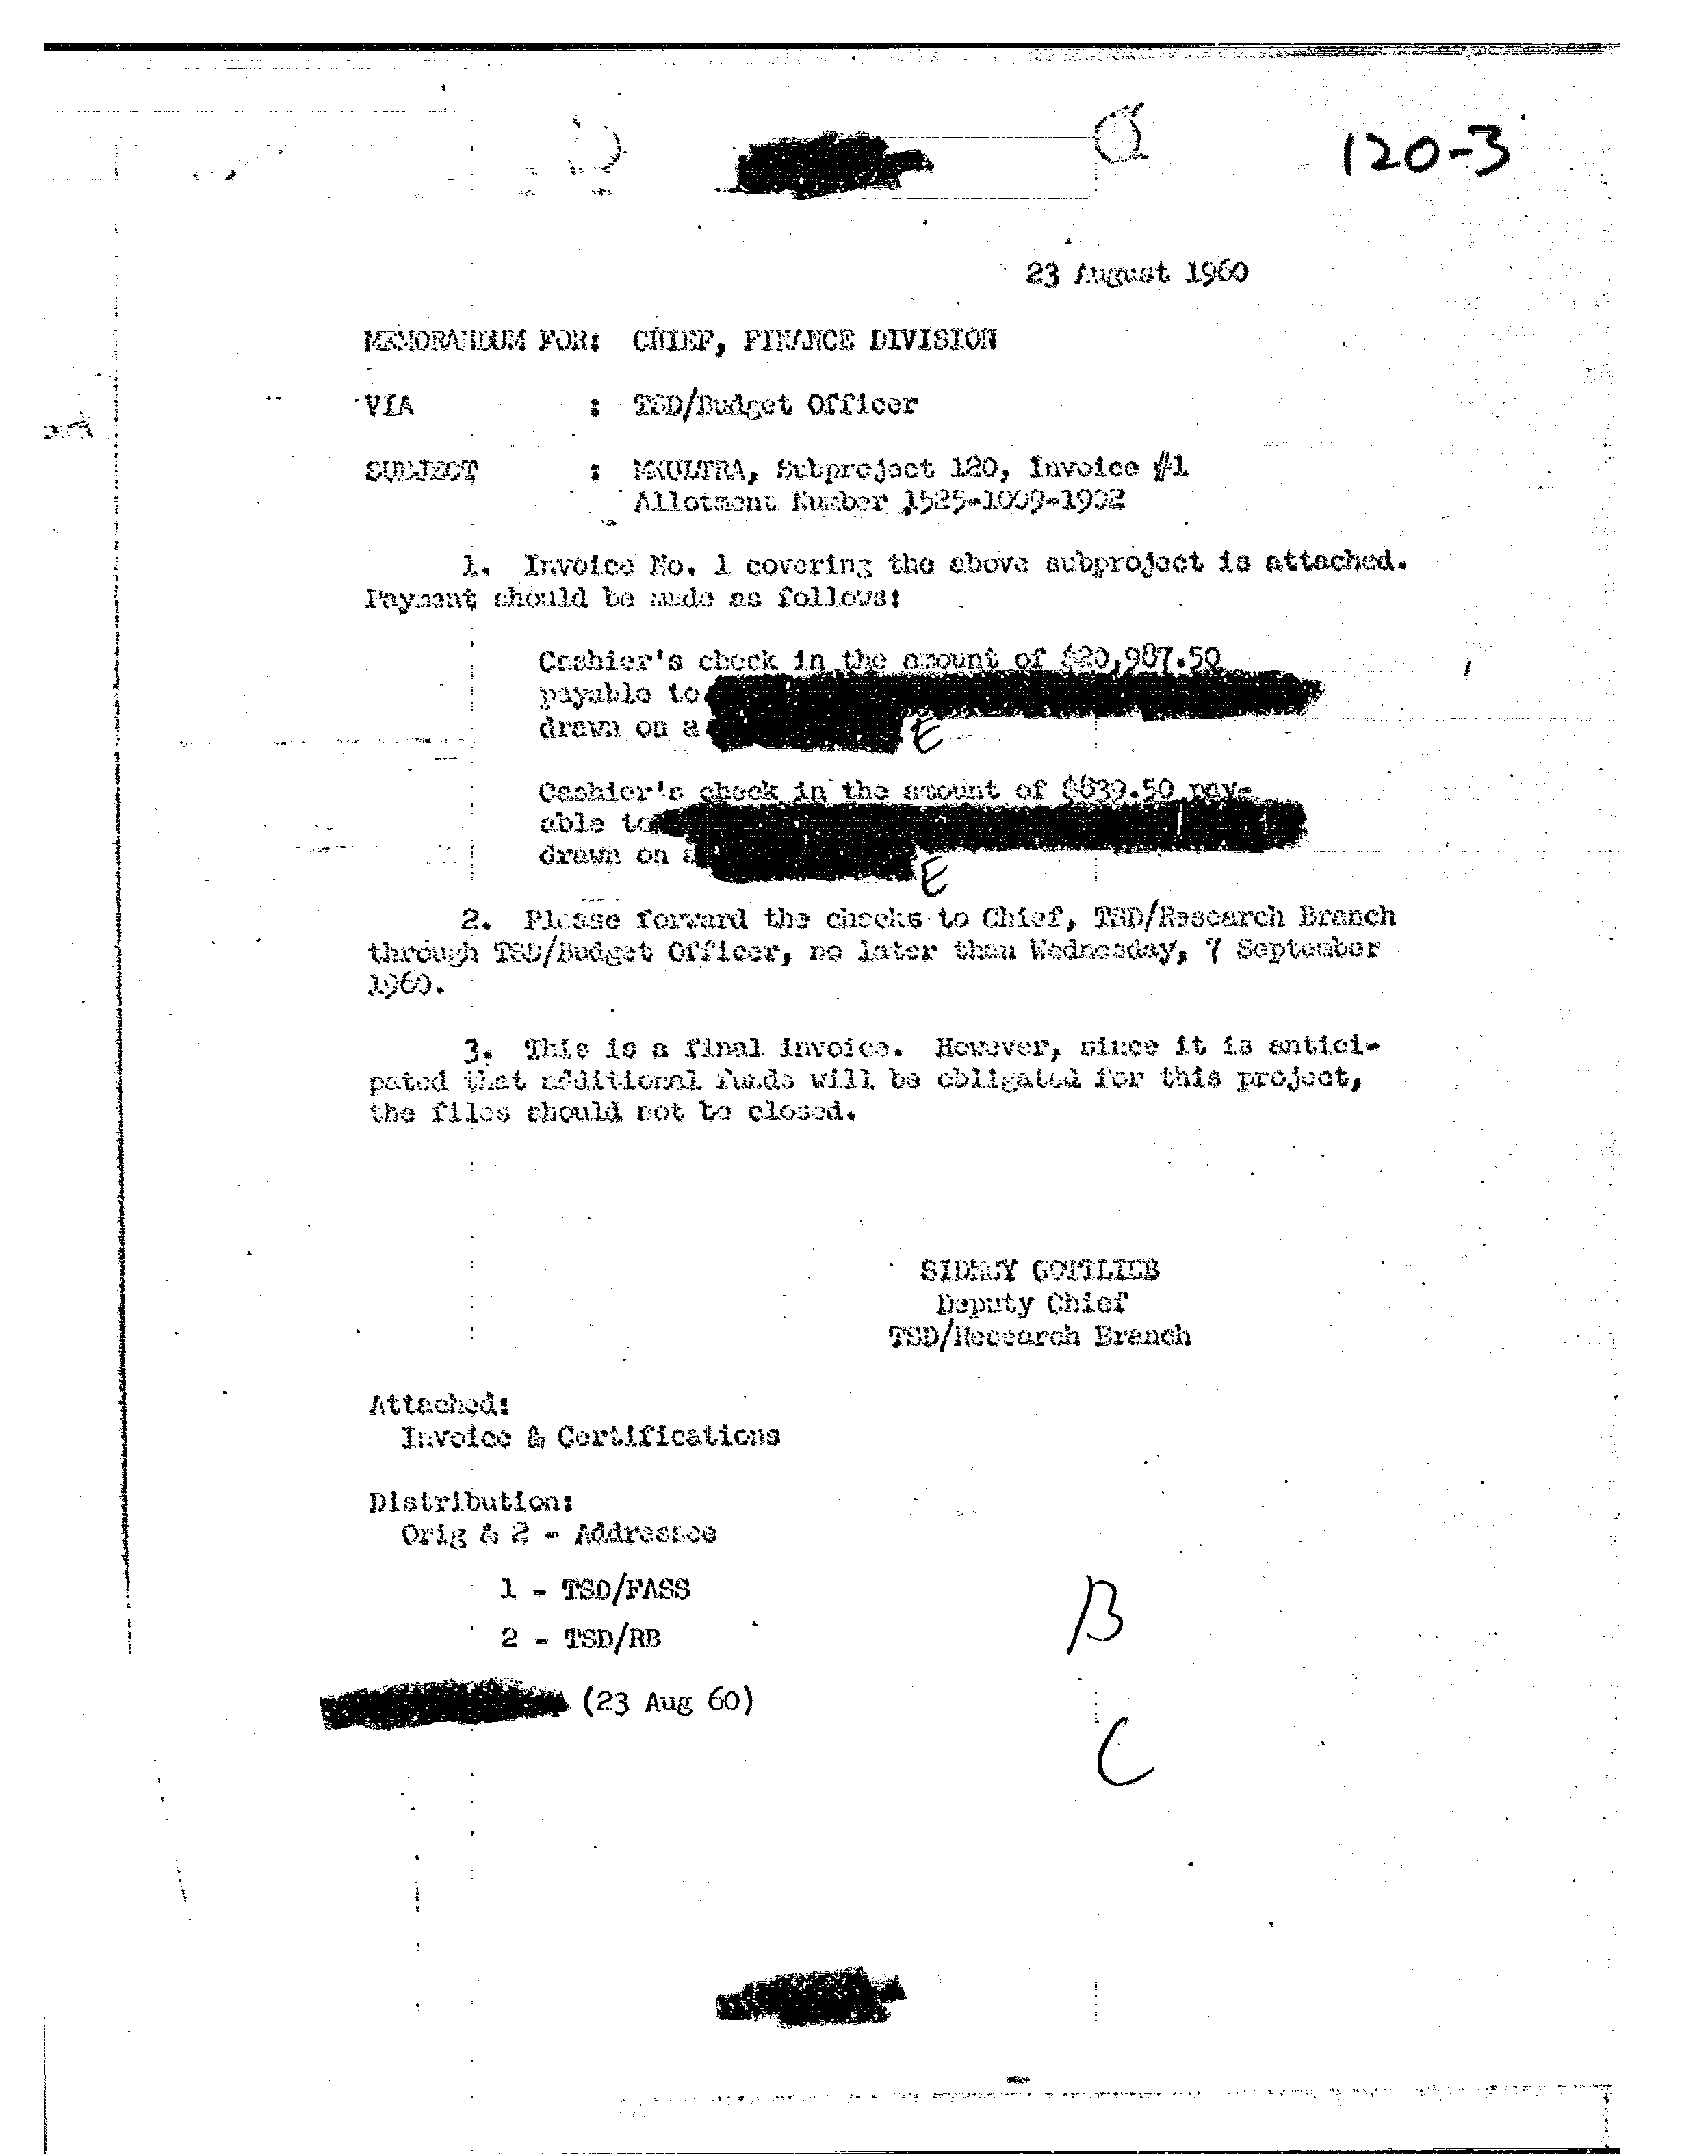 120-3
23 August 1960
MEMORANDUM FOR: CHIEF, FINANCE DIVISION
VIA : TSD/Budget Officer
SUBJECT : MKULTRA, Subproject 120, Invoice #1
Allotment Number 1525-1009-1902
1. Invoice No. 1 covering the above subproject is attached.
Payment should be made as follows:
Cashier's check in the amount of $20,987.50
payable to
drawn on a E
Cashier's check in the amount of $839.50 pay-
able to
drawn on a E
2. Please forward the checks to Chief, TSD/Research Branch
through TSD/Budget Officer, no later than Wednesday, 7 September
1960.
3. This is a final invoice. However, since it is antici-
pated that additional funds will be obligated for this project,
the files should not be closed.
SIDNEY GOTTLIEB
Deputy Chief
TSD/Research Branch
Attached:
Invoice & Certifications
Distribution:
Orig & 2 - Addressee
1 - TSD/FASS
2 - TSD/RB
B
(23 Aug 60)
C